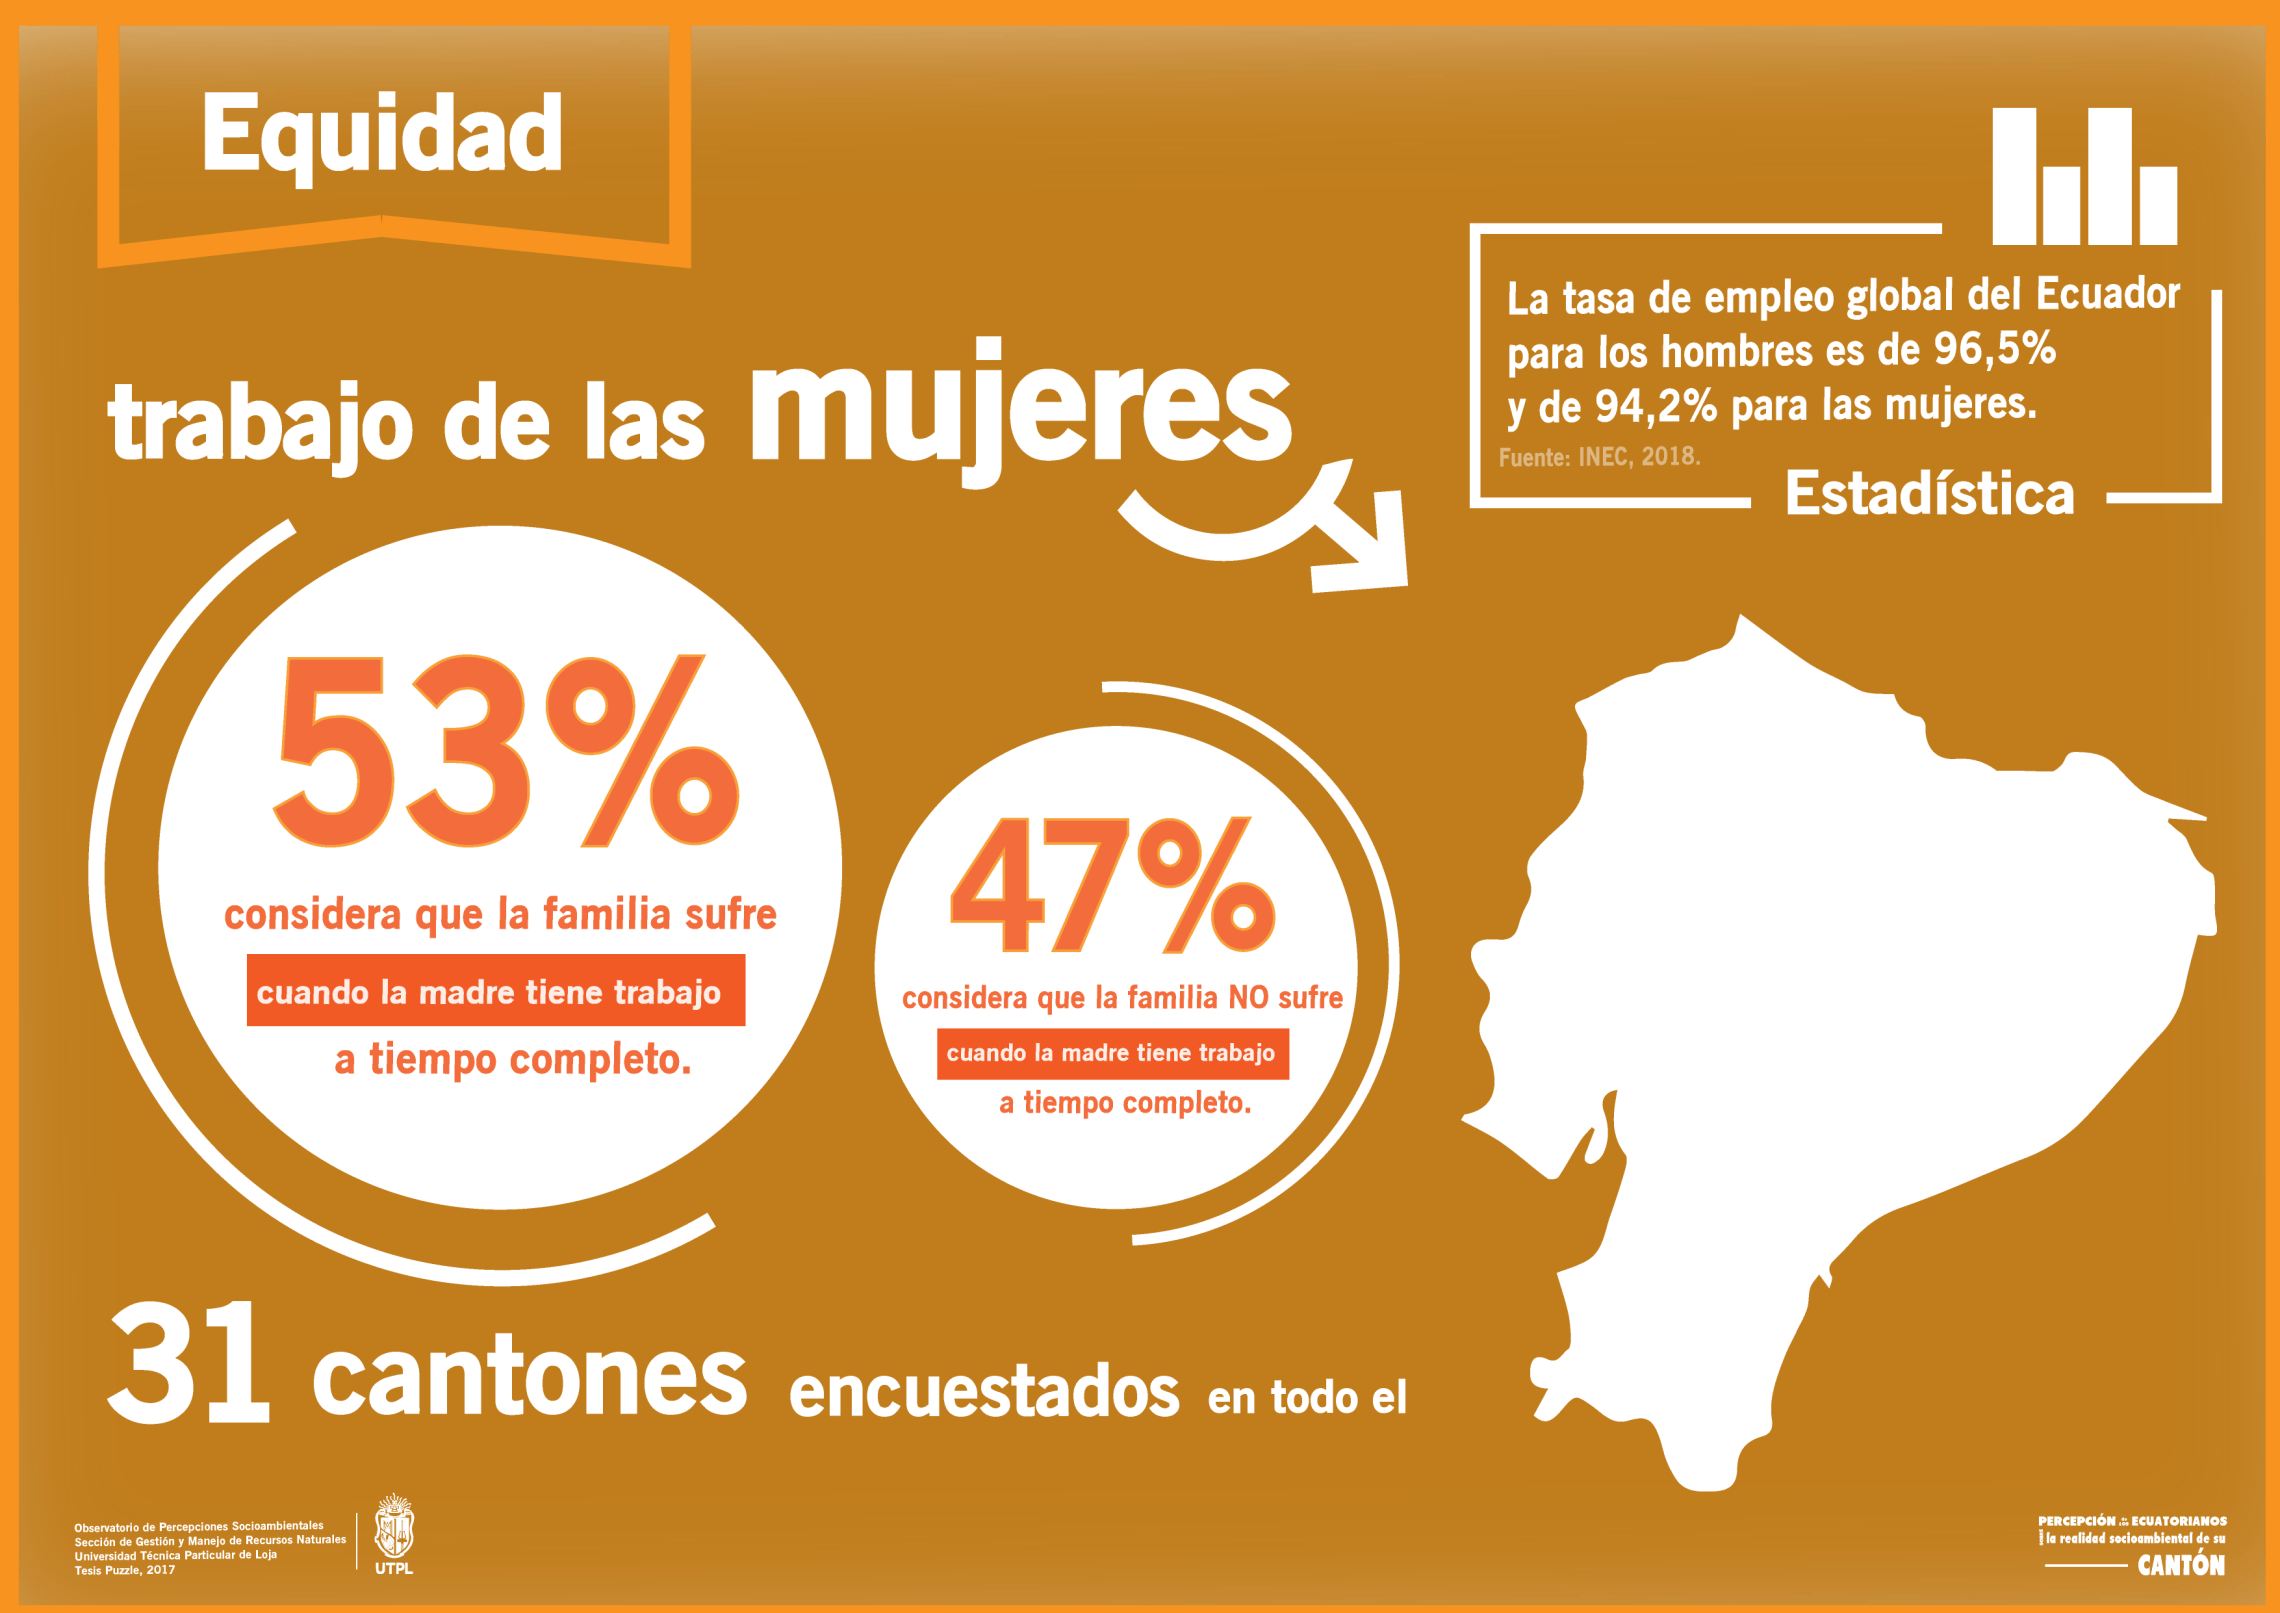 Equidad
trabajo de las mujeres
La tasa de empleo global del Ecuador
para los hombres es de 96,5%
y de 94,2% para las mujeres.
Fuente: INEC, 2018.
Estadística
53%
considera que la familia sufre
cuando la madre tiene trabajo
a tiempo completo.
47%
considera que la familia NO sufre
cuando la madre tiene trabajo
a tiempo completo.
31 cantones encuestados en todo el
Observatorio de Percepciones Socioambientales
Sección de Gestión y Manejo de Recursos Naturales
Universidad Técnica Particular de Loja
Tesis Puzzle, 2017
UTPL
PERCEPCIÓN de los ECUATORIANOS
sobre la realidad socioambiental de su
CANTÓN